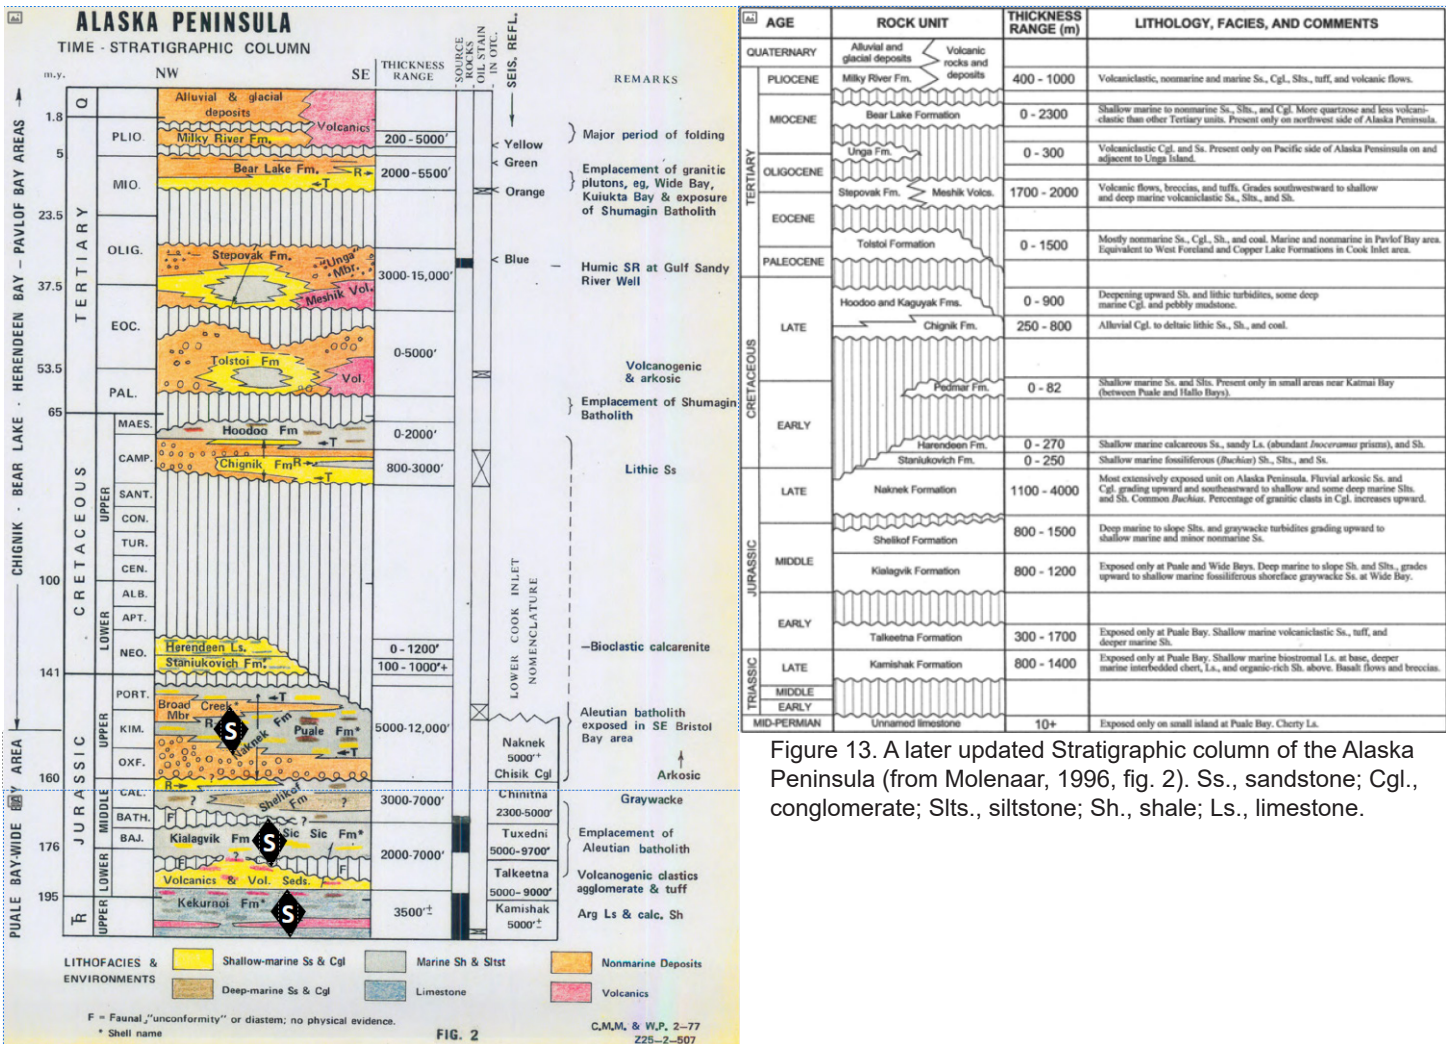 ALASKA PENINSULA
TIME - STRATIGRAPHIC COLUMN
m.y.
NW
SE
THICKNESS RANGE
SOURCE ROCKS
OIL STAIN IN OTC.
SEIS. REFL.
REMARKS
CHIGNIK - BEAR LAKE - HERENDEEN BAY - PAVLOF BAY AREAS
PUALE BAY-WIDE BAY AREA
Q
TERTIARY
CRETACEOUS
JURASSIC
TR
UPPER
LOWER
UPPER
MIDDLE
LOWER
UPPER
1.8
5
23.5
37.5
53.5
65
100
141
160
176
195
PLIO.
MIO.
OLIG.
EOC.
PAL.
MAES.
CAMP.
SANT.
CON.
TUR.
CEN.
ALB.
APT.
NEO.
PORT.
KIM.
OXF.
CAL.
BATH.
BAJ.
Alluvial & glacial
deposits
Volcanics
Milky River Fm.
Bear Lake Fm.
R
T
Stepovak Fm.
?
"Unga"
Mbr.
Meshik Vol.
Tolstoi Fm
Vol.
Hoodoo Fm
T
Chignik Fm
R
T
Herendeen Ls.
Staniukovich Fm.
Broad Creek*
Mbr
T
R
S
Naknek Fm
Puale Fm*
T
R
?
Shelikof
Fm
?
?
F
?
Kialagvik Fm
S
Sic Sic Fm*
F
?
F
Volcanics & Vol. Seds.
Kekurnoi Fm*
S
200-5000'
2000-5500'
3000-15,000'
0-5000'
0-2000'
800-3000'
0-1200'
100-1000'+
5000-12,000'
3000-7000'
2000-7000'
3500'±
Yellow
Green
Orange
Blue
LOWER COOK INLET
NOMENCLATURE
Naknek
5000'+
Chisik Cgl
Chinitna
2300-5000'
Tuxedni
5000-9700'
Talkeetna
5000-9000'
Kamishak
5000'±
Major period of folding
Emplacement of granitic
plutons, eg, Wide Bay,
Kuiukta Bay & exposure
of Shumagin Batholith
Humic SR at Gulf Sandy
River Well
Volcanogenic
& arkosic
Emplacement of Shumagin
Batholith
Lithic Ss
—Bioclastic calcarenite
Aleutian batholith
exposed in SE Bristol
Bay area
Arkosic
Graywacke
Emplacement of
Aleutian batholith
Volcanogenic clastics
agglomerate & tuff
Arg Ls & calc. Sh
LITHOFACIES &
ENVIRONMENTS
Shallow-marine Ss & Cgl
Marine Sh & Sltst
Nonmarine Deposits
Deep-marine Ss & Cgl
Limestone
Volcanics
F = Faunal "unconformity" or diastem; no physical evidence.
* Shell name
FIG. 2
C.M.M. & W.P. 2-77
Z25-2-507
AGE
ROCK UNIT
THICKNESS RANGE (m)
LITHOLOGY, FACIES, AND COMMENTS
QUATERNARY
Alluvial and
glacial deposits
Volcanic
rocks and
deposits
TERTIARY
PLIOCENE
Milky River Fm.
400 - 1000
Volcaniclastic, nonmarine and marine Ss., Cgl., Slts., tuff, and volcanic flows.
MIOCENE
Bear Lake Formation
0 - 2300
Shallow marine to nonmarine Ss., Slts., and Cgl. More quartzose and less volcani-
clastic than other Tertiary units. Present only on northwest side of Alaska Peninsula.
Unga Fm.
0 - 300
Volcaniclastic Cgl. and Ss. Present only on Pacific side of Alaska Peninsula on and
adjacent to Unga Island.
OLIGOCENE
Stepovak Fm.
Meshik Volcs.
1700 - 2000
Volcanic flows, breccias, and tuffs. Grades southwestward to shallow
and deep marine volcaniclastic Ss., Slts., and Sh.
EOCENE
Tolstoi Formation
0 - 1500
Mostly nonmarine Ss., Cgl., Sh., and coal. Marine and nonmarine in Pavlof Bay area.
Equivalent to West Foreland and Copper Lake Formations in Cook Inlet area.
PALEOCENE
CRETACEOUS
LATE
Hoodoo and Kaguyak Fms.
0 - 900
Deepening upward Sh. and lithic turbidites, some deep
marine Cgl. and pebbly mudstone.
Chignik Fm.
250 - 800
Alluvial Cgl. to deltaic lithic Ss., Sh., and coal.
EARLY
Pedmar Fm.
0 - 82
Shallow marine Ss. and Slts. Present only in small areas near Katmai Bay
(between Puale and Hallo Bays).
Harendeen Fm.
0 - 270
Shallow marine calcareous Ss., sandy Ls. (abundant Inoceramus prisms), and Sh.
Staniukovich Fm.
0 - 250
Shallow marine fossiliferous (Buchias) Sh., Slts., and Ss.
JURASSIC
LATE
Naknek Formation
1100 - 4000
Most extensively exposed unit on Alaska Peninsula. Fluvial arkosic Ss. and
Cgl. grading upward and southeastward to shallow and some deep marine Slts.
and Sh. Common Buchias. Percentage of granitic clasts in Cgl. increases upward.
MIDDLE
Shelikof Formation
800 - 1500
Deep marine to slope Slts. and graywacke turbidites grading upward to
shallow marine and minor nonmarine Ss.
Kialagvik Formation
800 - 1200
Exposed only at Puale and Wide Bays. Deep marine to slope Sh. and Slts., grades
upward to shallow marine fossiliferous shoreface graywacke Ss. at Wide Bay.
EARLY
Talkeetna Formation
300 - 1700
Exposed only at Puale Bay. Shallow marine volcaniclastic Ss., tuff, and
deeper marine Sh.
TRIASSIC
LATE
Kamishak Formation
800 - 1400
Exposed only at Puale Bay. Shallow marine biostromal Ls. at base, deeper
marine interbedded chert, Ls., and organic-rich Sh. above. Basalt flows and breccias.
MIDDLE
EARLY
MID-PERMIAN
Unnamed limestone
10+
Exposed only on small island at Puale Bay. Cherty Ls.
Figure 13. A later updated Stratigraphic column of the Alaska
Peninsula (from Molenaar, 1996, fig. 2). Ss., sandstone; Cgl.,
conglomerate; Slts., siltstone; Sh., shale; Ls., limestone.